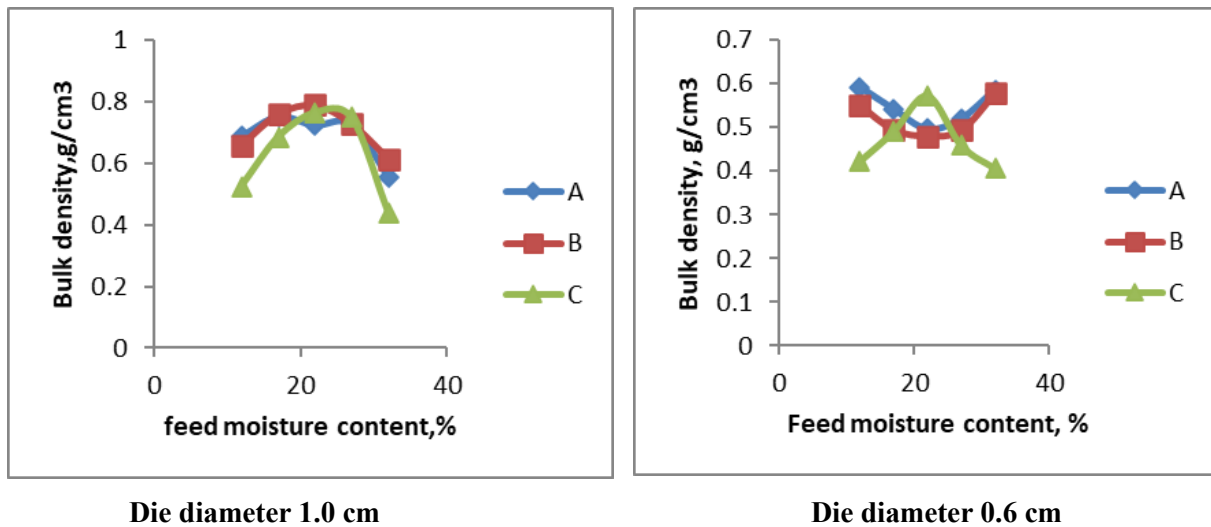 Bulk density,g/cm3
1
0.8
0.6
0.4
0.2
0
0 20 40
feed moisture content,%
A
B
C
Die diameter 1.0 cm
Bulk density, g/cm3
0.7
0.6
0.5
0.4
0.3
0.2
0.1
0
0 20 40
Feed moisture content, %
A
B
C
Die diameter 0.6 cm